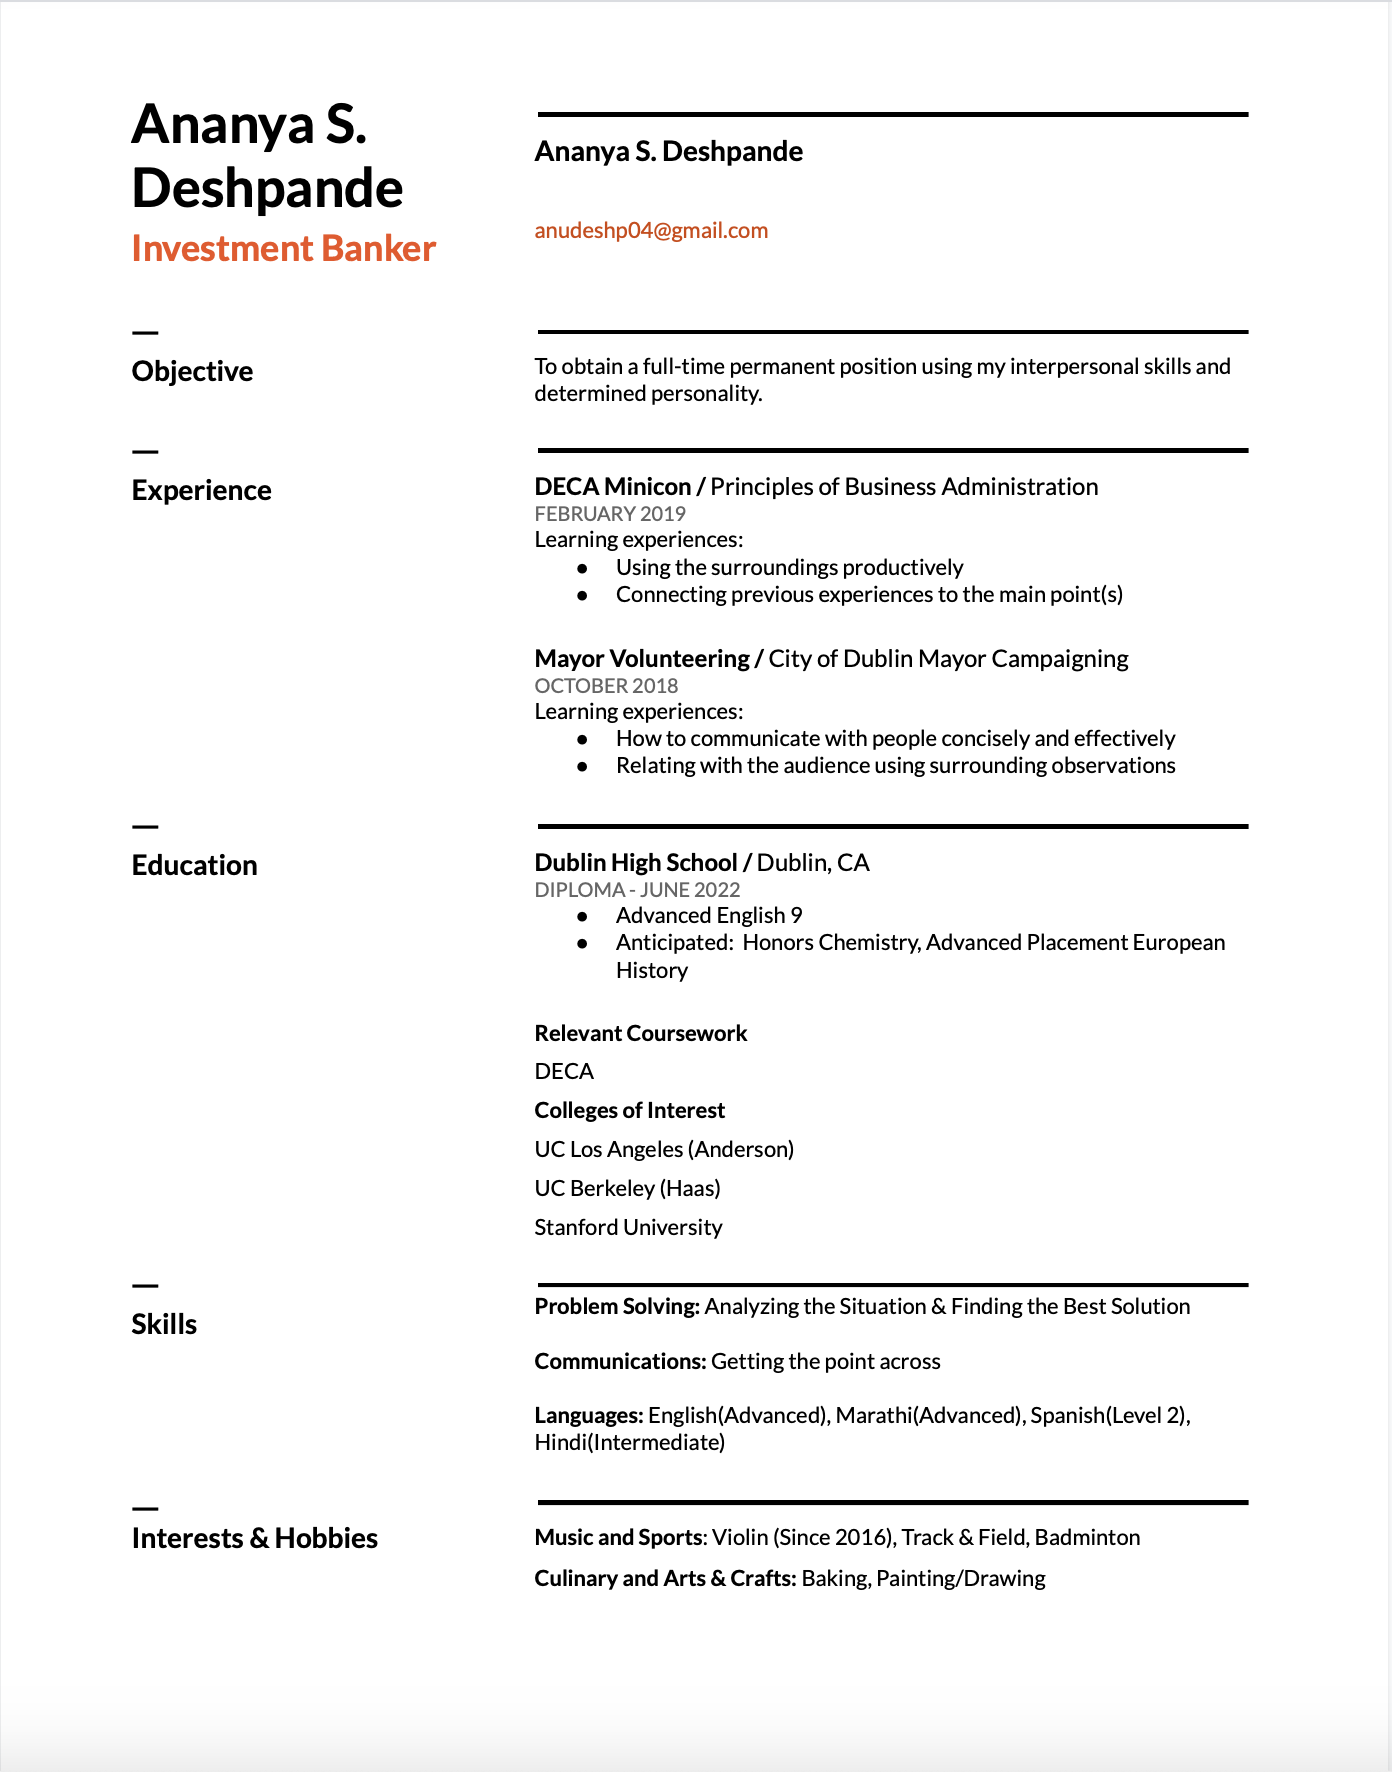 Ananya S.
Deshpande
Investment Banker
Ananya S. Deshpande
anudeshp04@gmail.com
—
Objective
To obtain a full-time permanent position using my interpersonal skills and
determined personality.
—
Experience
DECA Minicon / Principles of Business Administration
FEBRUARY 2019
Learning experiences:
● Using the surroundings productively
● Connecting previous experiences to the main point(s)
Mayor Volunteering / City of Dublin Mayor Campaigning
OCTOBER 2018
Learning experiences:
● How to communicate with people concisely and effectively
● Relating with the audience using surrounding observations
—
Education
Dublin High School / Dublin, CA
DIPLOMA - JUNE 2022
● Advanced English 9
● Anticipated:  Honors Chemistry, Advanced Placement European
History
Relevant Coursework
DECA
Colleges of Interest
UC Los Angeles (Anderson)
UC Berkeley (Haas)
Stanford University
—
Skills
Problem Solving: Analyzing the Situation & Finding the Best Solution
Communications: Getting the point across
Languages: English(Advanced), Marathi(Advanced), Spanish(Level 2),
Hindi(Intermediate)
—
Interests & Hobbies
Music and Sports: Violin (Since 2016), Track & Field, Badminton
Culinary and Arts & Crafts: Baking, Painting/Drawing